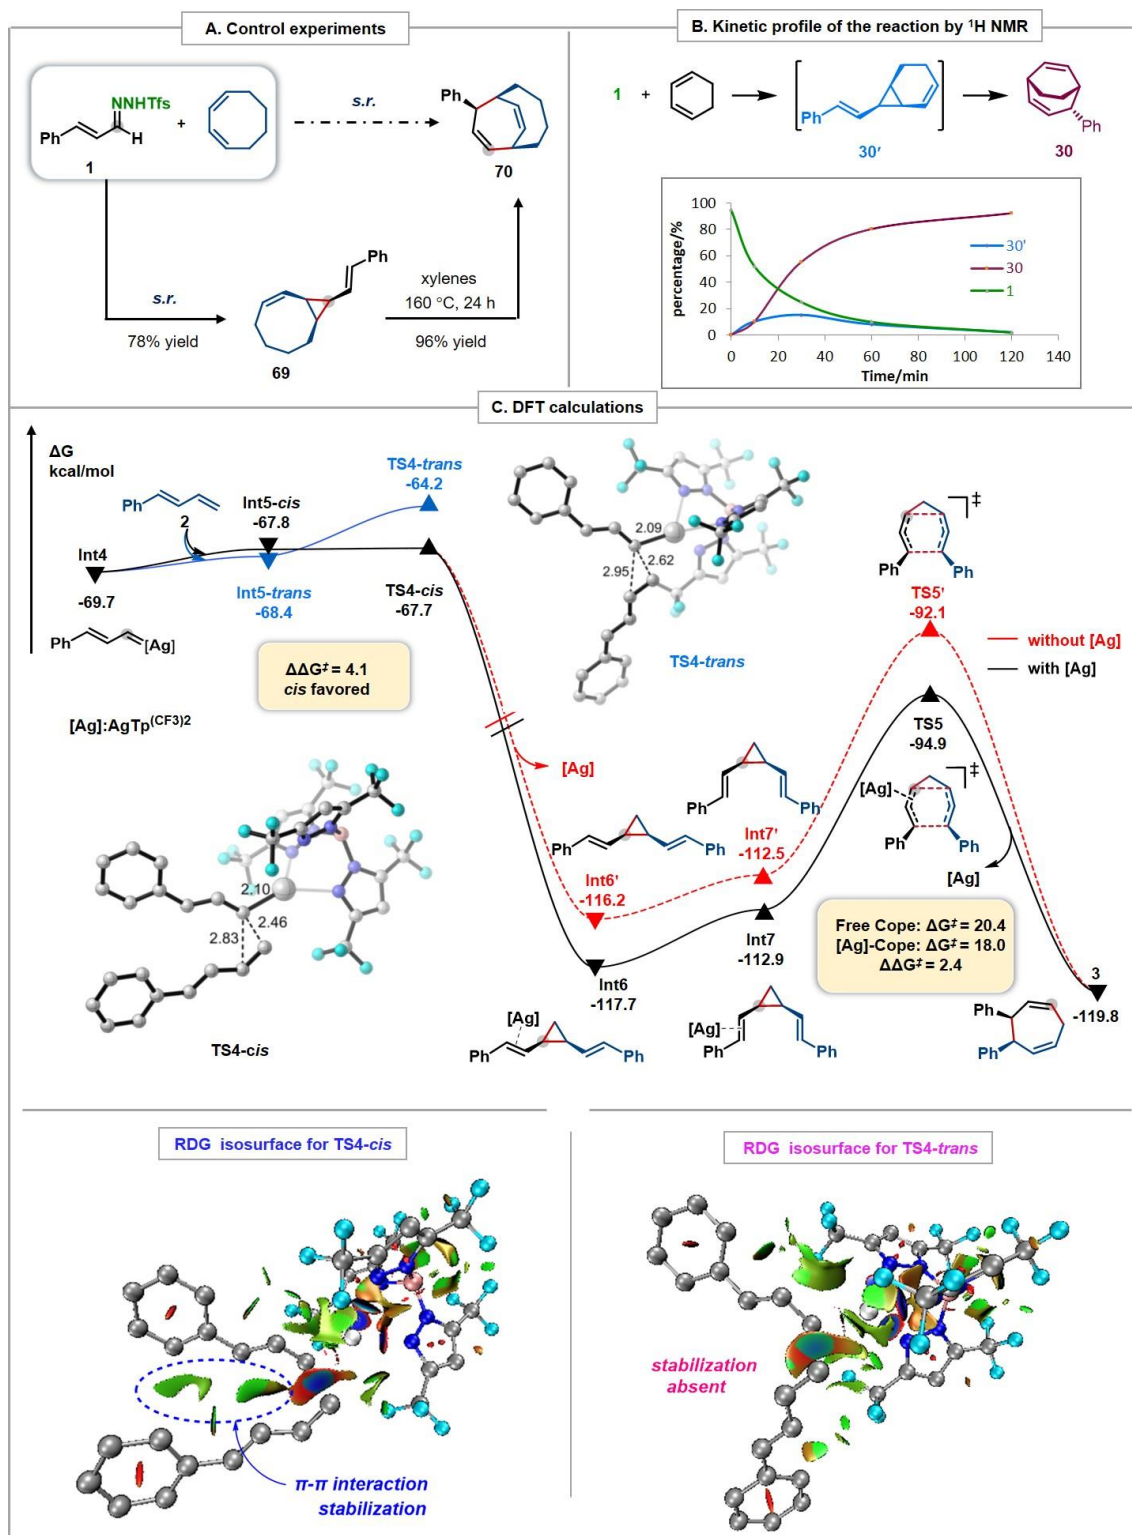 A. Control experiments
NNHTfs
Ph
H
+
s.r.
1
Ph
70
s.r.
78% yield
Ph
69
xylenes
160 °C, 24 h
96% yield
B. Kinetic profile of the reaction by ¹H NMR
1 +
Ph
30′
Ph
30
percentage/%
100
80
60
40
20
0
30'
30
1
0 20 40 60 80 100 120 140
Time/min
C. DFT calculations
ΔG
kcal/mol
Ph
2
Int4
-69.7
Ph
[Ag]
Int5-cis
-67.8
Int5-trans
-68.4
TS4-trans
-64.2
TS4-cis
-67.7
ΔΔG‡ = 4.1
cis favored
[Ag]:AgTp(CF3)2
2.09
2.62
2.95
TS4-trans
2.10
2.46
2.83
TS4-cis
[Ag]
Ph
Ph
Int6'
-116.2
Int6
-117.7
[Ag]
Ph
Ph
Ph
Ph
Int7'
-112.5
Int7
-112.9
[Ag]
Ph
Ph
‡
Ph
Ph
TS5'
-92.1
without [Ag]
with [Ag]
TS5
-94.9
‡
[Ag]
Ph
Ph
[Ag]
Free Cope: ΔG‡ = 20.4
[Ag]-Cope: ΔG‡ = 18.0
ΔΔG‡ = 2.4
3
-119.8
Ph
Ph
RDG isosurface for TS4-cis
π-π interaction
stabilization
RDG isosurface for TS4-trans
stabilization
absent